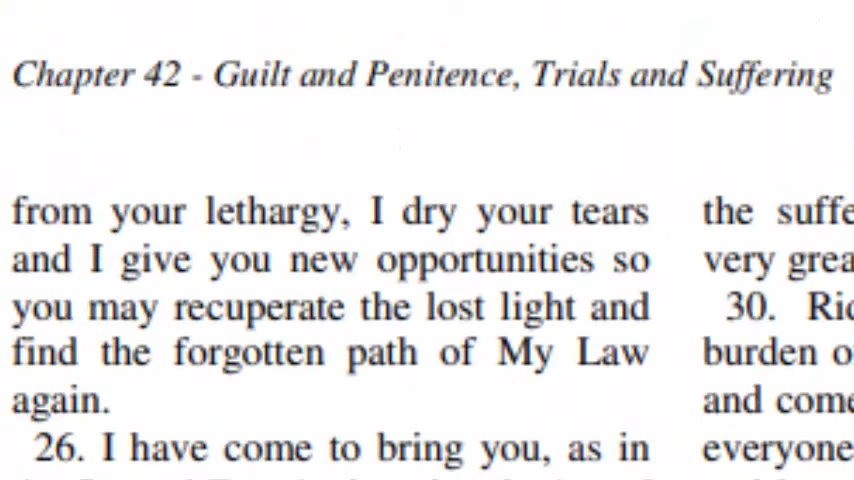 Chapter 42 - Guilt and Penitence, Trials and Suffering
from your lethargy, I dry your tears
and I give you new opportunities so
you may recuperate the lost light and
find the forgotten path of My Law
again.
26. I have come to bring you, as in
the
very
30.
burden
and come
everyone